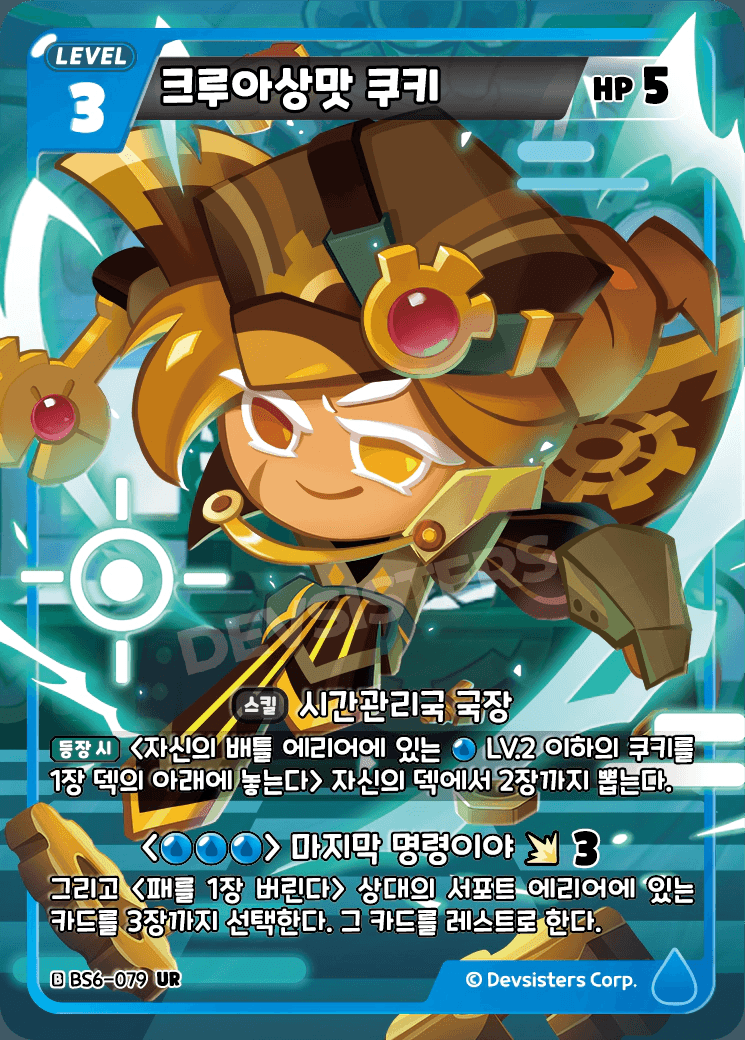 LEVEL
3
크루아상맛 쿠키
HP 5
DEVSISTERS
스킬 시간관리국 국장
등장 시 <자신의 배틀 에리어에 있는 LV.2 이하의 쿠키를
1장 덱의 아래에 놓는다> 자신의 덱에서 2장까지 뽑는다.
< > 마지막 명령이야 3
그리고 <패를 1장 버린다> 상대의 서포트 에리어에 있는
카드를 3장까지 선택한다. 그 카드를 레스트로 한다.
B BS6-079 UR
© Devsisters Corp.